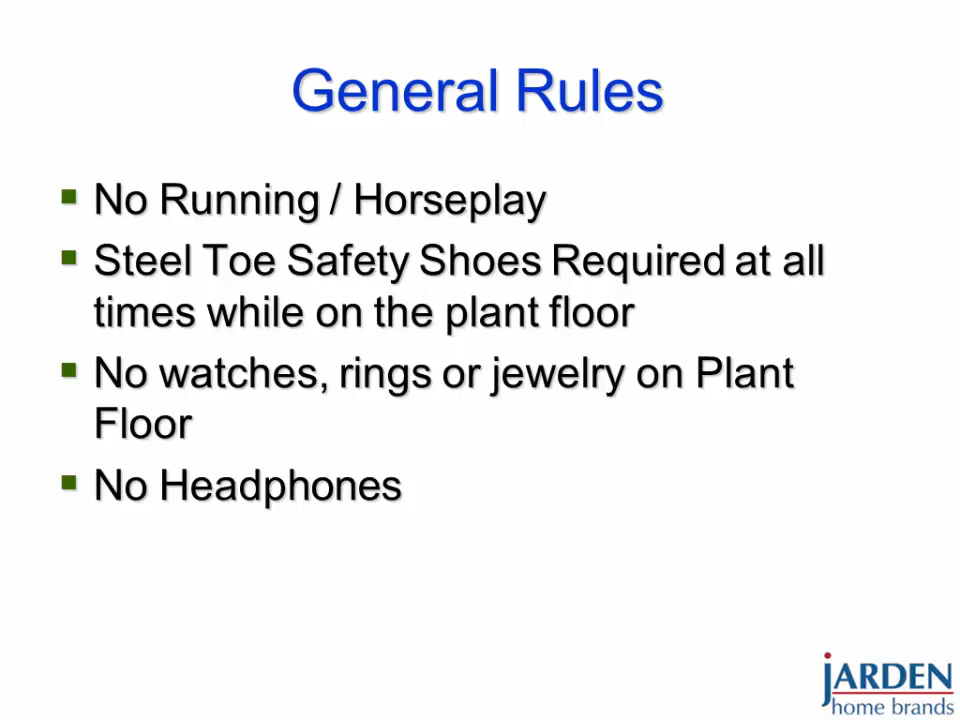 General Rules
No Running / Horseplay
Steel Toe Safety Shoes Required at all
times while on the plant floor
No watches, rings or jewelry on Plant
Floor
No Headphones
jARDEN
home brands